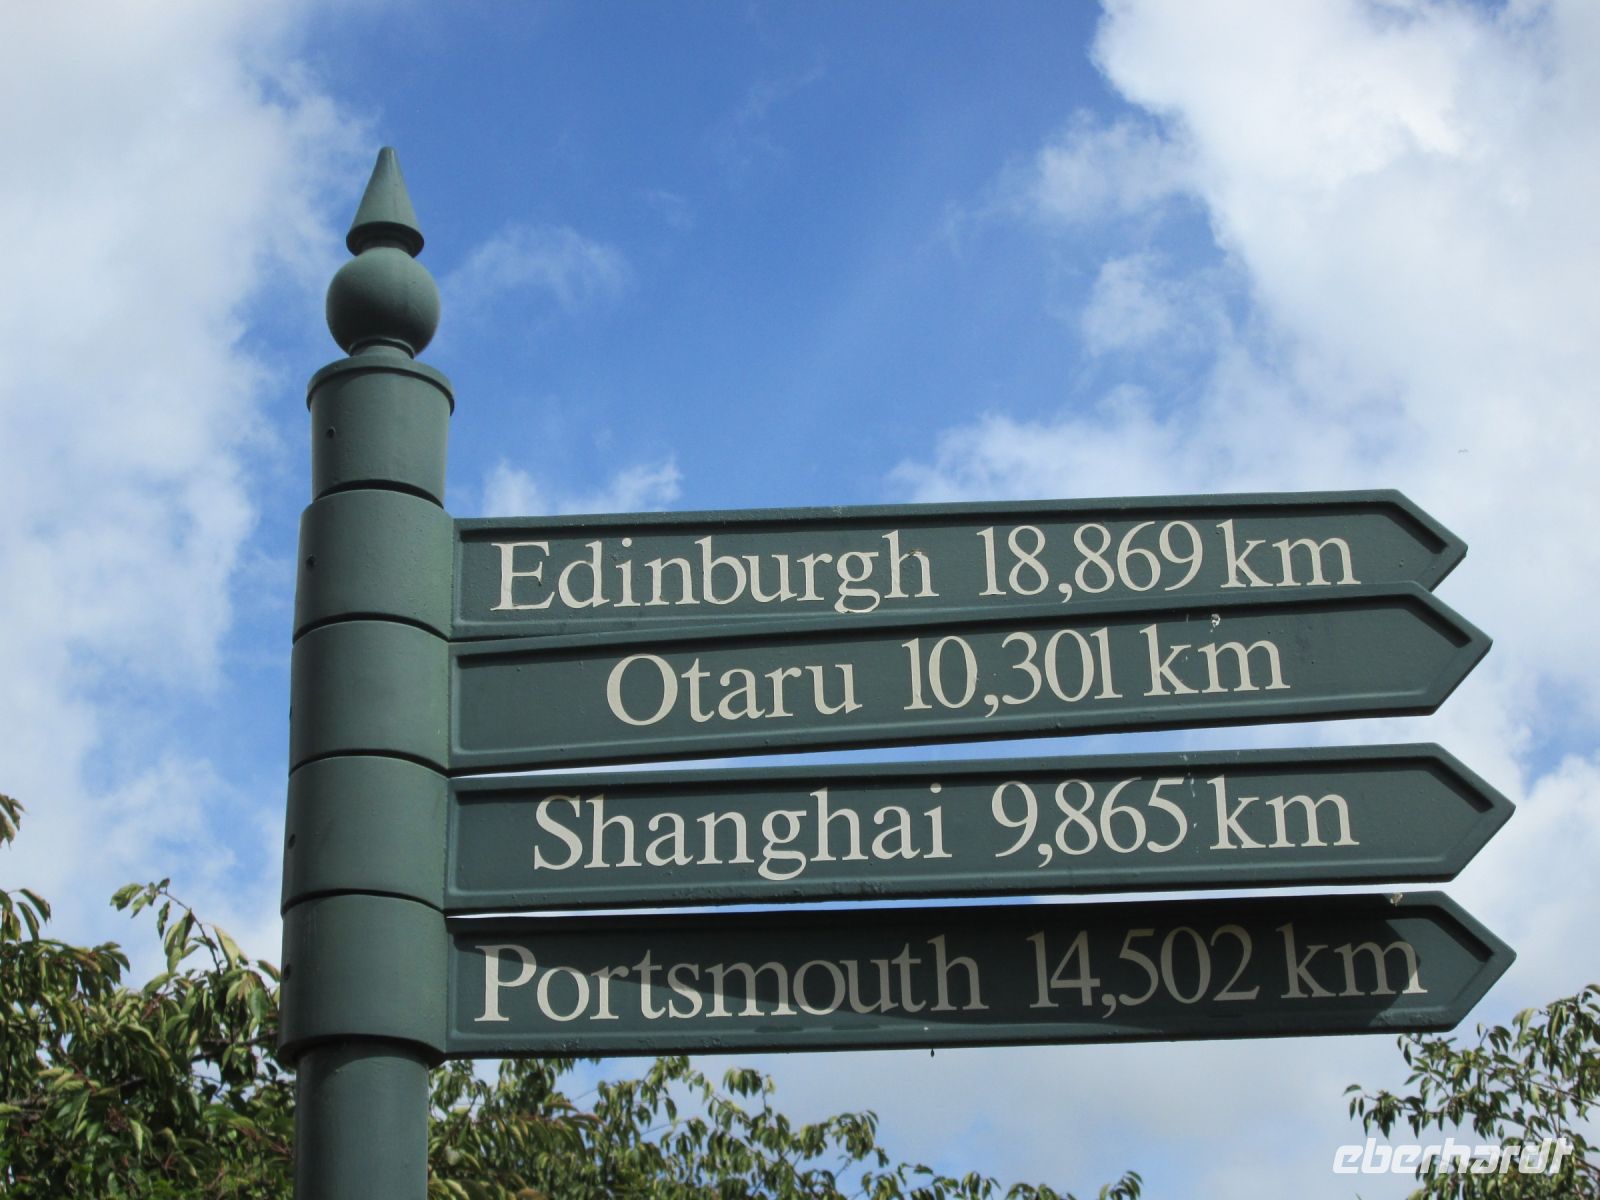 Edinburgh 18,869 km
Otaru 10,301 km
Shanghai 9,865 km
Portsmouth 14,502 km
eberhardt